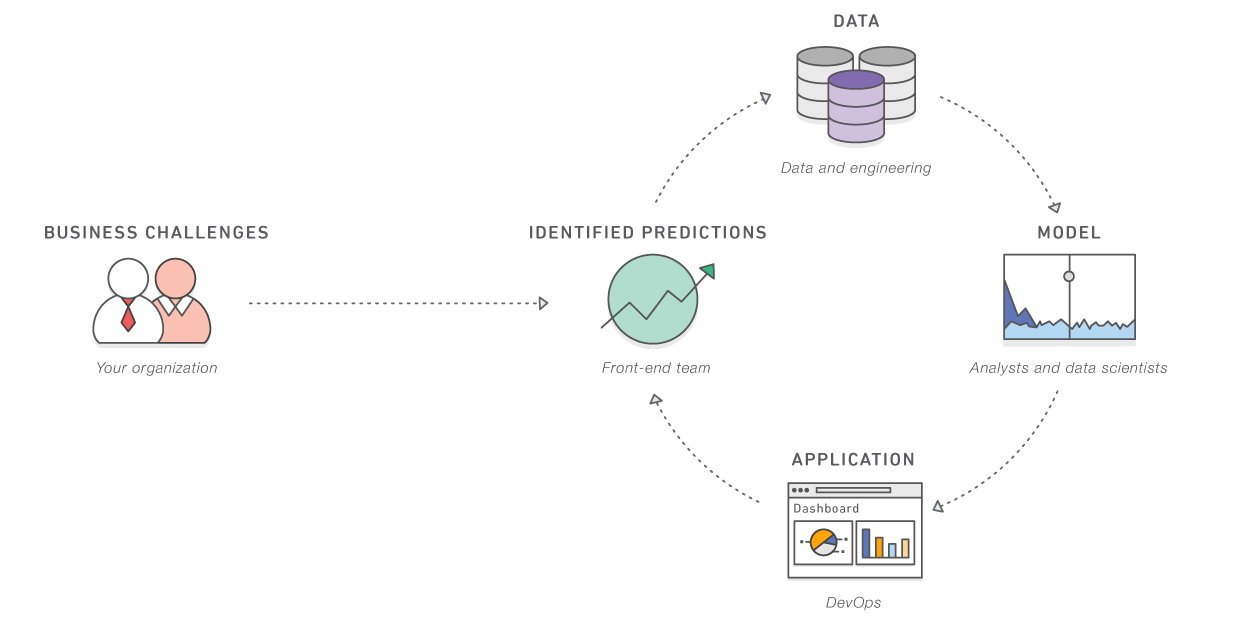 DATA
Data and engineering
BUSINESS CHALLENGES
Your organization
IDENTIFIED PREDICTIONS
Front-end team
MODEL
Analysts and data scientists
APPLICATION
Dashboard
DevOps